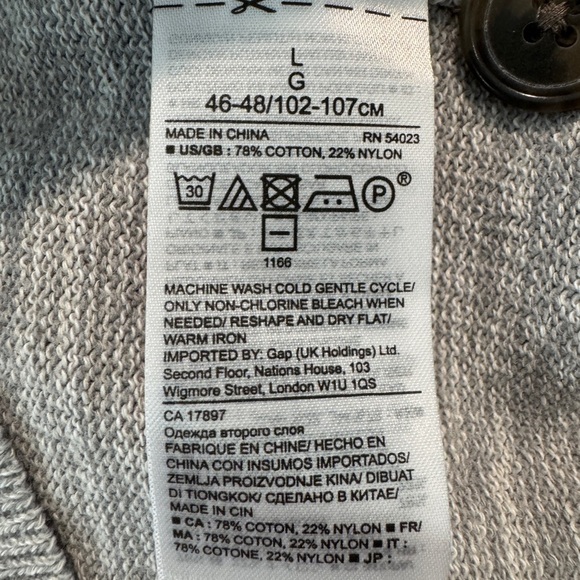 L
G
46-48/102-107CM
MADE IN CHINA RN 54023
■ US/GB : 78% COTTON, 22% NYLON
30 P ®
1166
MACHINE WASH COLD GENTLE CYCLE/
ONLY NON-CHLORINE BLEACH WHEN
NEEDED/ RESHAPE AND DRY FLAT/
WARM IRON
IMPORTED BY: Gap (UK Holdings) Ltd.
Second Floor, Nations House, 103
Wigmore Street, London W1U 1QS
CA 17897
Одежда второго слоя
FABRIQUE EN CHINE/ HECHO EN
CHINA CON INSUMOS IMPORTADOS/
ZEMLJA PROIZVODNJE KINA/ DIBUAT
DI TIONGKOK/ СДЕЛАНО В КИТАЕ/
MADE IN CIN
■ CA : 78% COTON, 22% NYLON ■ FR/
MA : 78% COTON, 22% NYLON ■ IT :
78% COTONE, 22% NYLON ■ JP :